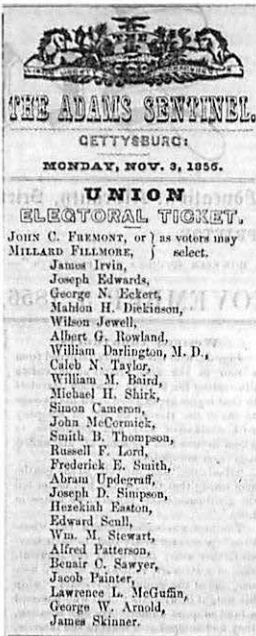 THE ADAMS SENTINEL.
GETTYSBURG:
MONDAY, NOV. 3, 1856.
UNION
ELECTORAL TICKET.
JOHN C. FREMONT, or } as voters may
MILLARD FILLMORE, } select.
James Irvin,
Joseph Edwards,
George N. Eckert,
Mahlon H. Dickinson,
Wilson Jewell,
Albert G. Rowland,
William Darlington, M. D.,
Caleb N. Taylor,
William M. Baird,
Michael H. Shirk,
Simon Cameron,
John McCormick,
Smith B. Thompson,
Russell F. Lord,
Frederick E. Smith,
Abram Updegraff,
Joseph D. Simpson,
Hezekiah Easton,
Edward Scull,
Wm. M. Stewart,
Alfred Patterson,
Benair C. Sawyer,
Jacob Painter,
Lawrence L. McGuffin,
George W. Arnold,
James Skinner.